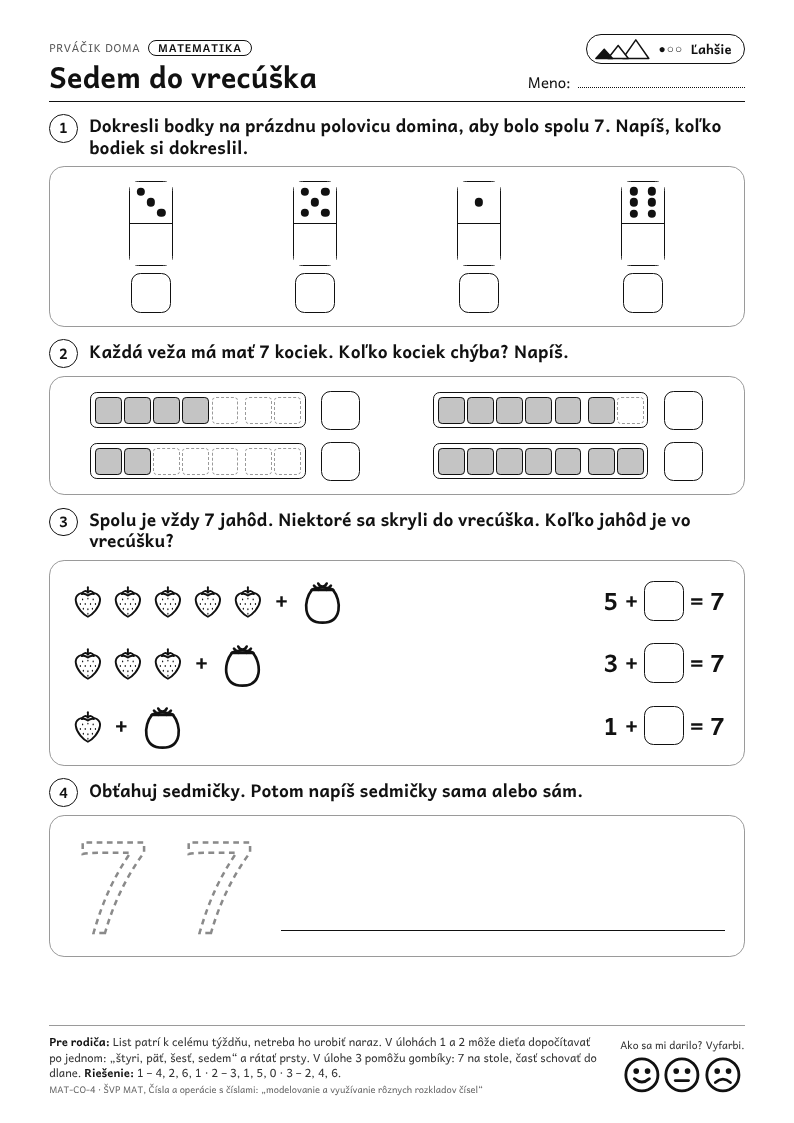 PRVÁČIK DOMA MATEMATIKA
●○○ Ľahšie
Sedem do vrecúška
Meno:
1 Dokresli bodky na prázdnu polovicu domina, aby bolo spolu 7. Napíš, koľko
bodiek si dokreslil.
2 Každá veža má mať 7 kociek. Koľko kociek chýba? Napíš.
3 Spolu je vždy 7 jahôd. Niektoré sa skryli do vrecúška. Koľko jahôd je vo
vrecúšku?
+ 5 + = 7
+ 3 + = 7
+ 1 + = 7
4 Obťahuj sedmičky. Potom napíš sedmičky sama alebo sám.
7 7
Pre rodiča: List patrí k celému týždňu, netreba ho urobiť naraz. V úlohách 1 a 2 môže dieťa dopočítavať
po jednom: „štyri, päť, šesť, sedem“ a rátať prsty. V úlohe 3 pomôžu gombíky: 7 na stole, časť schovať do
dlane. Riešenie: 1 – 4, 2, 6, 1 · 2 – 3, 1, 5, 0 · 3 – 2, 4, 6.
MAT-CO-4 · ŠVP MAT, Čísla a operácie s číslami: „modelovanie a využívanie rôznych rozkladov čísel“
Ako sa mi darilo? Vyfarbi.